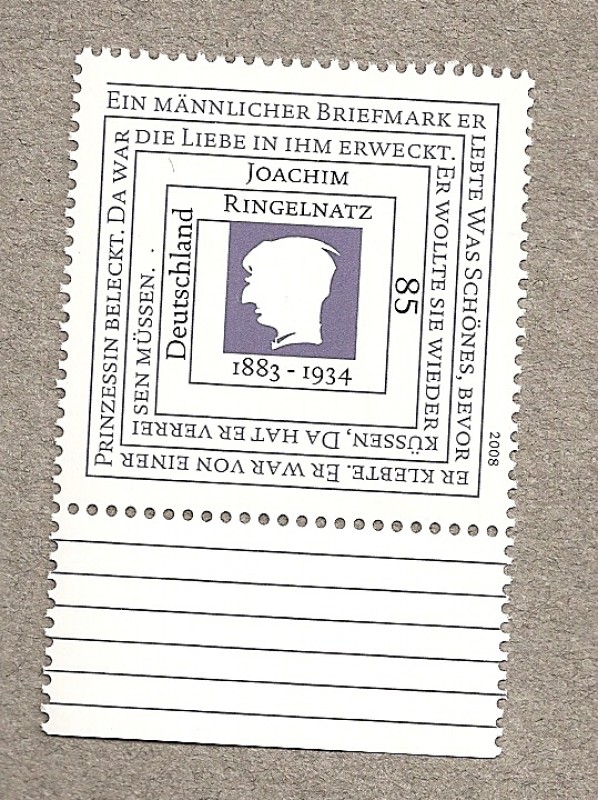 EIN MÄNNLICHER BRIEFMARK ER
LEBTE WAS SCHÖNES, BEVOR
ER KLEBTE. ER WAR VON EINER
PRINZESSIN BELECKT. DA WAR
DIE LIEBE IN IHM ERWECKT.
ER WOLLTE SIE WIEDER
KÜSSEN, DA HAT ER VERREI
SEN MÜSSEN.
JOACHIM
RINGELNATZ
Deutschland
85
1883 - 1934
2008